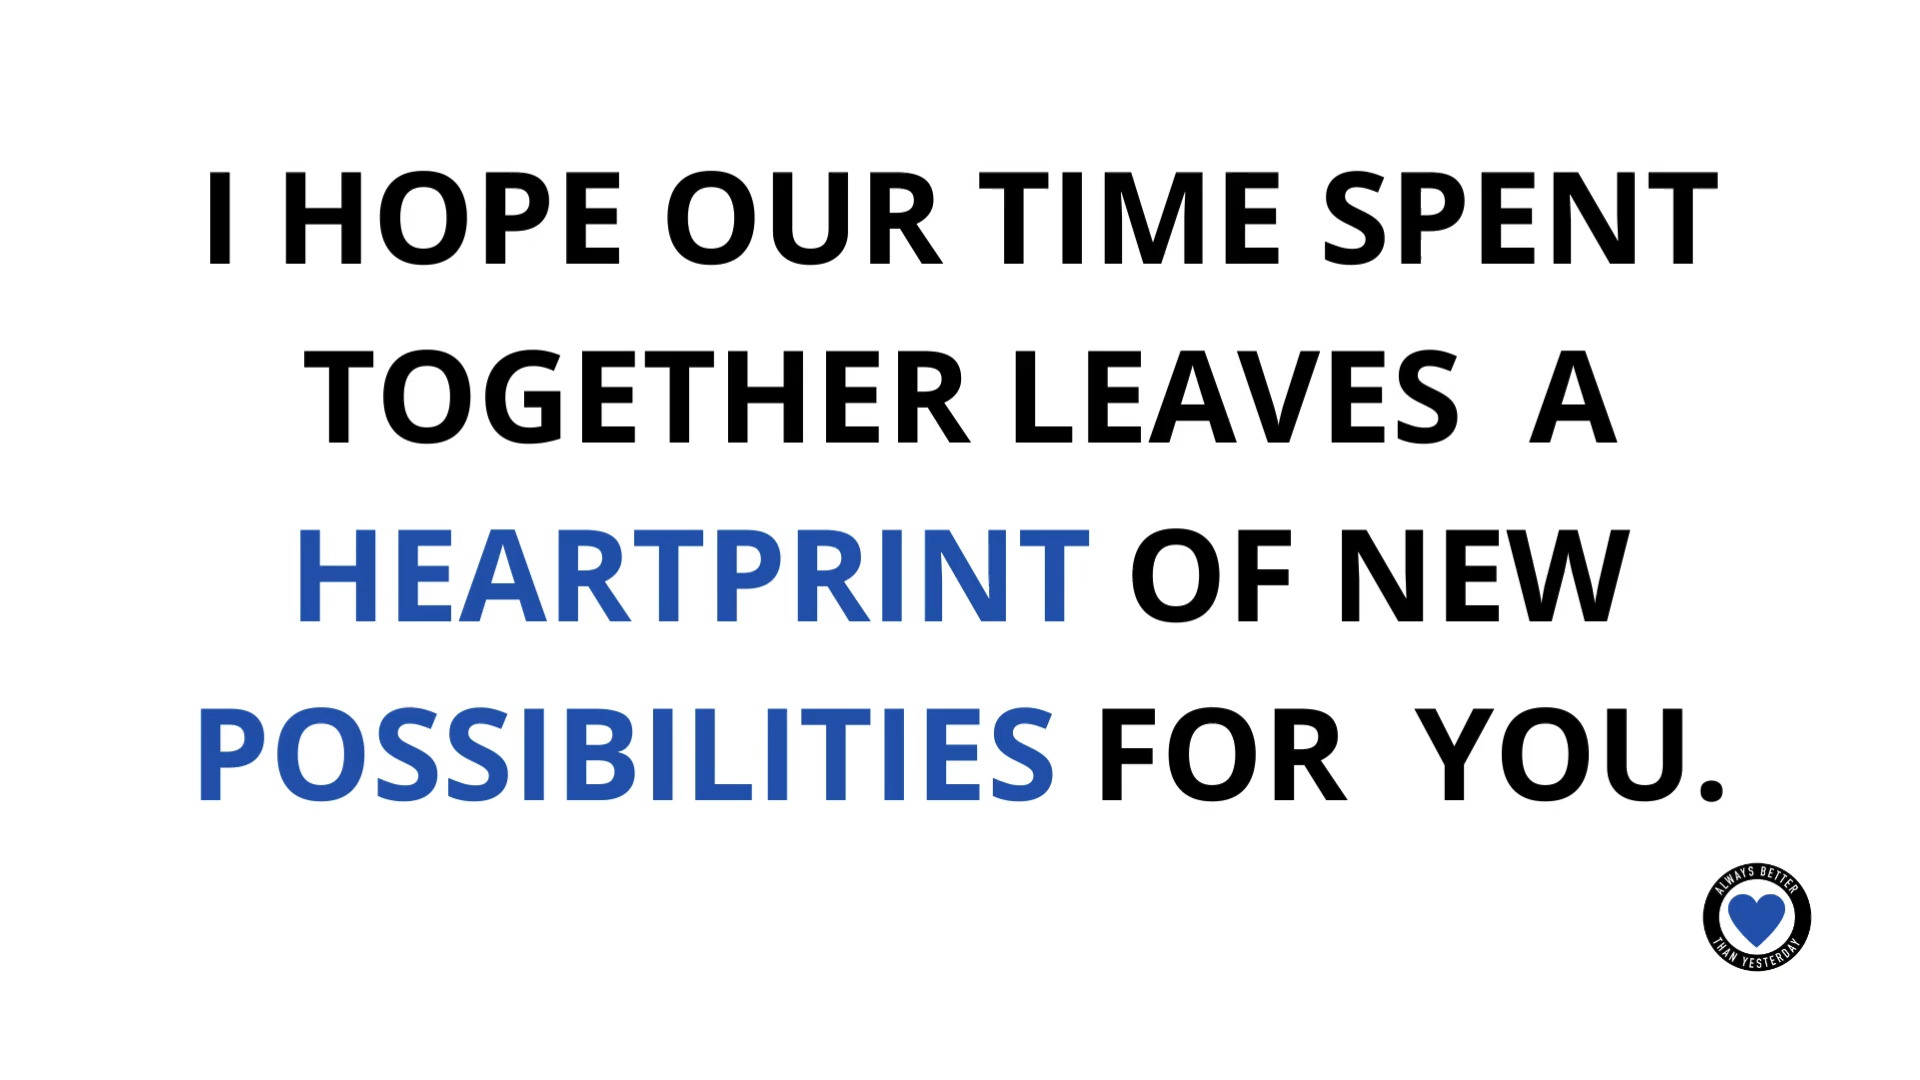 I HOPE OUR TIME SPENT
TOGETHER LEAVES  A
HEARTPRINT OF NEW
POSSIBILITIES FOR  YOU.
ALWAYS BETTER
THAN YESTERDAY